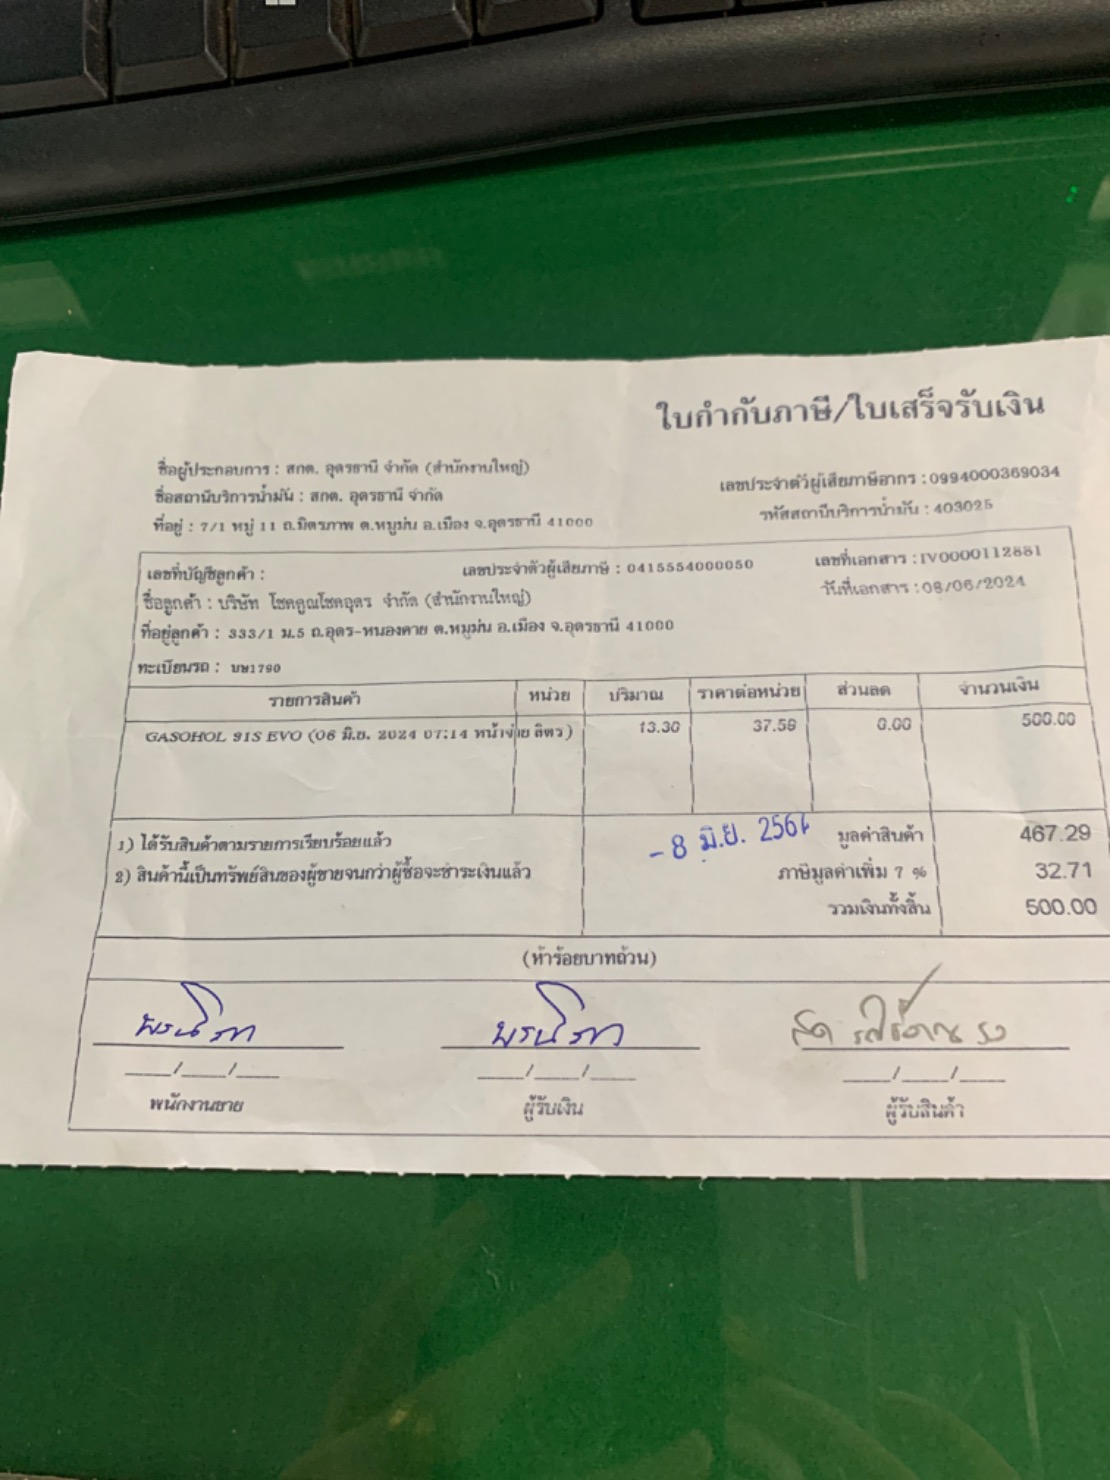 ใบกำกับภาษี/ใบเสร็จรับเงิน
ชื่อผู้ประกอบการ : สกต. อุดรธานี จำกัด (สำนักงานใหญ่)
เลขประจำตัวผู้เสียภาษีอากร : 0994000369034
ชื่อสถานีบริการน้ำมัน : สกต. อุดรธานี จำกัด
รหัสสถานีบริการน้ำมัน : 403025
ที่อยู่ : 7/1 หมู่ 11 ถ.มิตรภาพ ต.หมูม่น อ.เมือง จ.อุดรธานี 41000
เลขที่บัญชีลูกค้า : เลขประจำตัวผู้เสียภาษี : 0415554000050 เลขที่เอกสาร : IV0000112881
ชื่อลูกค้า : บริษัท โชคคูณโชคอุดร จำกัด (สำนักงานใหญ่) วันที่เอกสาร : 08/06/2024
ที่อยู่ลูกค้า : 333/1 ม.5 ถ.อุดร-หนองคาย ต.หมูม่น อ.เมือง จ.อุดรธานี 41000
ทะเบียนรถ : บษ1790
รายการสินค้า หน่วย ปริมาณ ราคาต่อหน่วย ส่วนลด จำนวนเงิน
GASOHOL 91S EVO (06 มิ.ย. 2024 07:14 หน้าจ่าย ลิตร) 13.30 37.59 0.00 500.00
1) ได้รับสินค้าตามรายการเรียบร้อยแล้ว
-8 มิ.ย. 2567 มูลค่าสินค้า 467.29
2) สินค้านี้เป็นทรัพย์สินของผู้ขายจนกว่าผู้ซื้อจะชำระเงินแล้ว
ภาษีมูลค่าเพิ่ม 7 % 32.71
รวมเงินทั้งสิ้น 500.00
(ห้าร้อยบาทถ้วน)
___/___/___ ___/___/___ ___/___/___
พนักงานขาย ผู้รับเงิน ผู้รับสินค้า